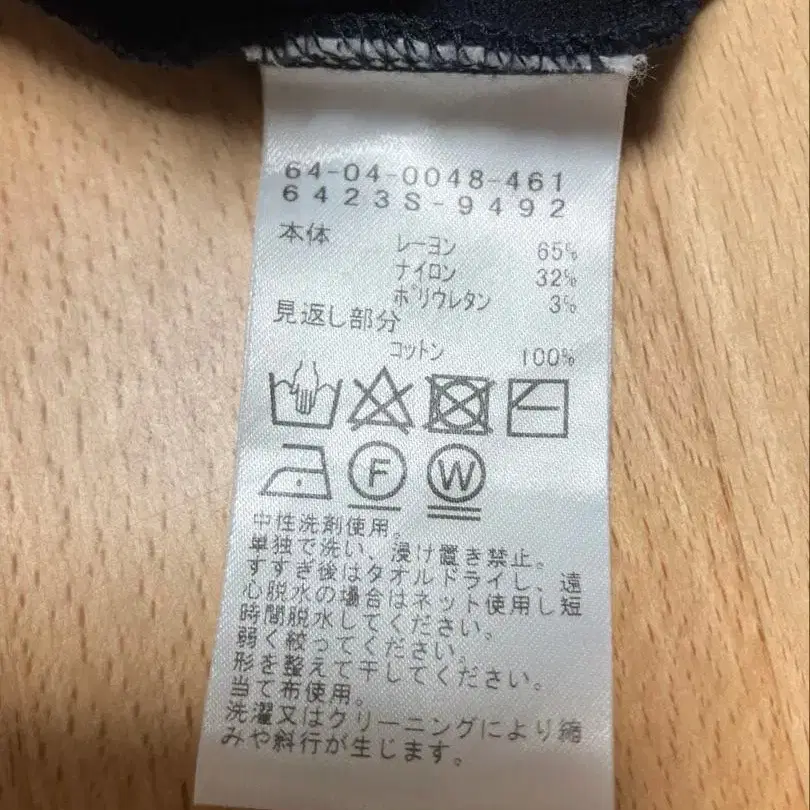 64-04-0048-461
6423S-9492
本体 レーヨン 65%
ナイロン 32%
ポリウレタン 3%
見返し部分
コットン 100%
F W
中性洗剤使用。
単独で洗い、浸け置き禁止。
すすぎ後はタオルドライし、遠
心脱水の場合はネット使用し短
時間脱水してください。
弱く絞ってください。
形を整えて干してください。
当て布使用。
洗濯又はクリーニングにより縮
みや斜行が生じます。